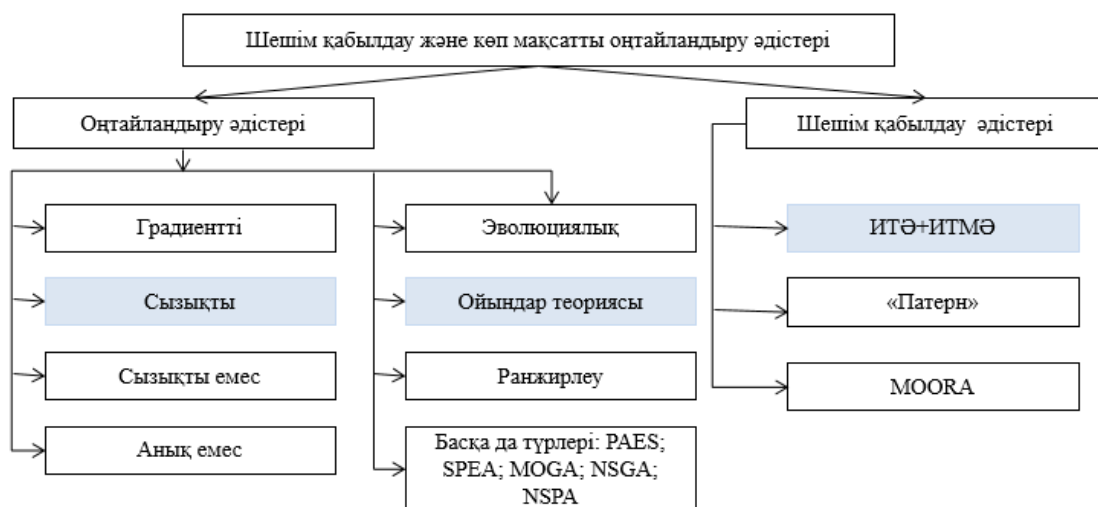 Шешім қабылдау және көп мақсатты оңтайландыру әдістері
Оңтайландыру әдістері
Шешім қабылдау әдістері
Градиентті
Эволюциялық
ИТӘ+ИТМӘ
Сызықты
Ойындар теориясы
«Патерн»
Сызықты емес
Ранжирлеу
MOORA
Анық емес
Басқа да түрлері: PAES;
SPEA; MOGA; NSGA;
NSPA